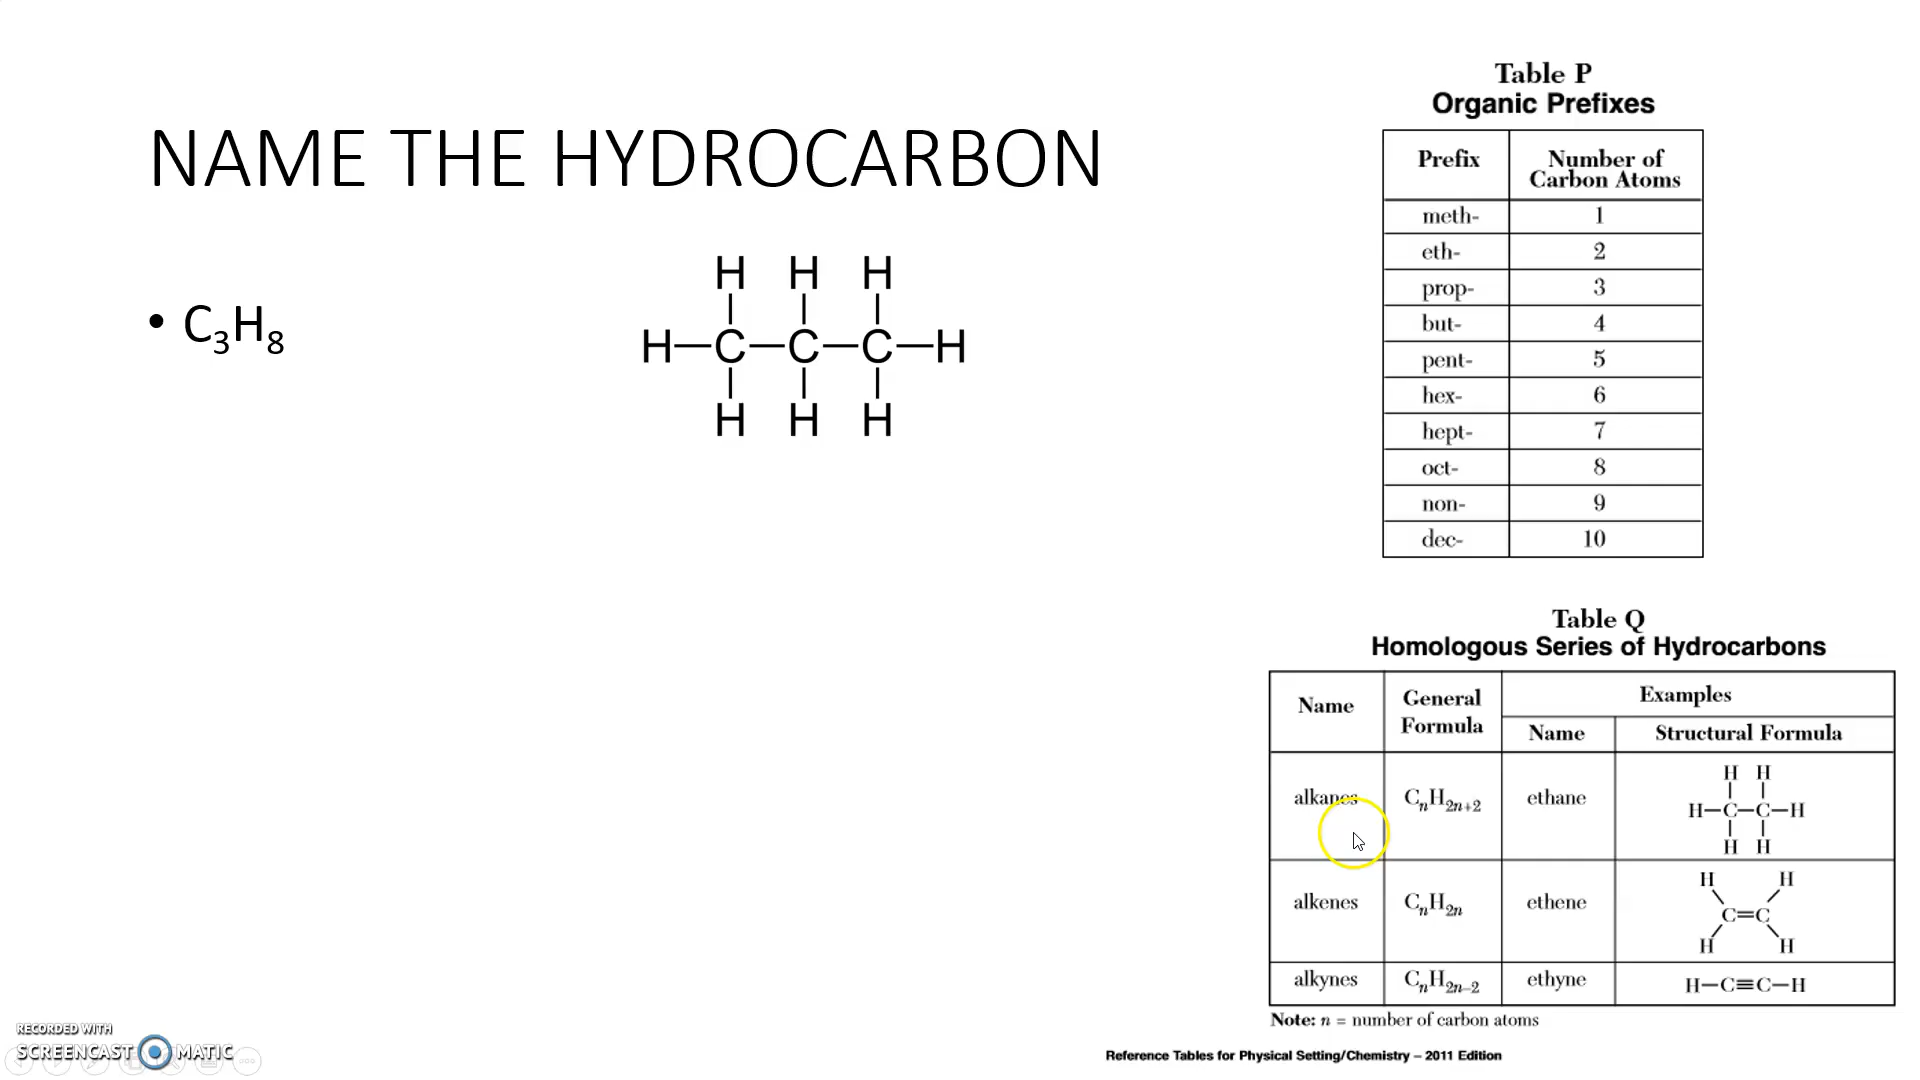 NAME THE HYDROCARBON
• C₃H₈
H H H
H—C—C—C—H
H H H
Table P
Organic Prefixes
Prefix Number of Carbon Atoms
meth- 1
eth- 2
prop- 3
but- 4
pent- 5
hex- 6
hept- 7
oct- 8
non- 9
dec- 10
Table Q
Homologous Series of Hydrocarbons
Name General Formula Examples
Name Structural Formula
H H
alkanes CₙH₂ₙ₊₂ ethane H—C—C—H
H H
H H
alkenes CₙH₂ₙ ethene C=C
H H
alkynes CₙH₂ₙ₋₂ ethyne H—C≡C—H
Note: n = number of carbon atoms
Reference Tables for Physical Setting/Chemistry – 2011 Edition
RECORDED WITH
SCREENCAST MATIC